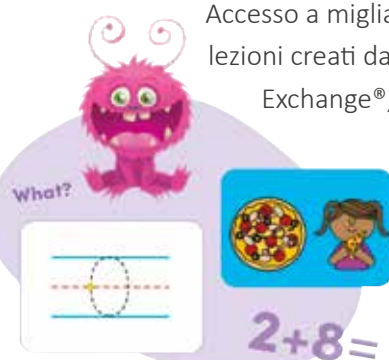 Accesso a miglia
lezioni creati da
Exchange®,
What?
2+8=